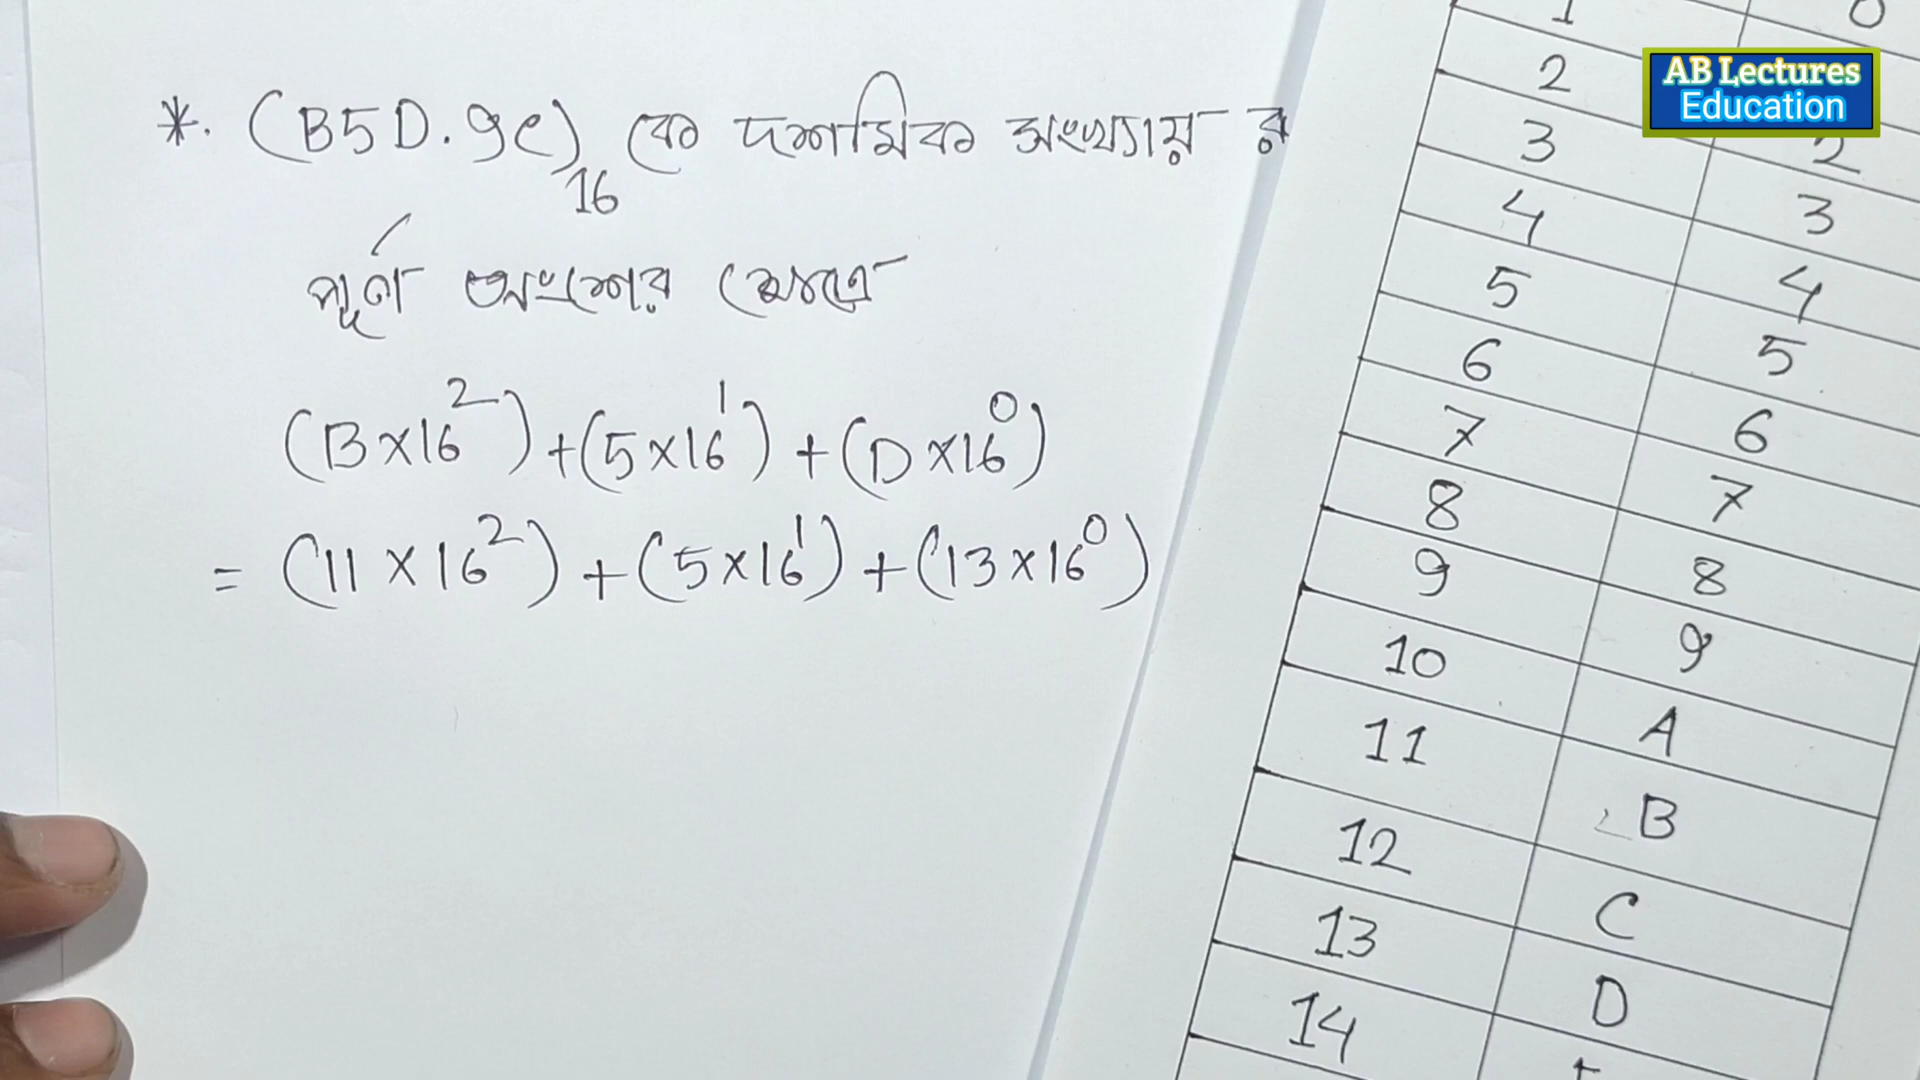 *. (B5D.9C)₁₆ কে দশমিক সংখ্যায় র
পূর্ণ অংশের ক্ষেত্রে
(B×16²)+(5×16¹)+(D×16⁰)
= (11×16²)+(5×16¹)+(13×16⁰)
AB Lectures
Education
1 0
2
3 2
4 3
5 4
6 5
7 6
8 7
9 8
10 9
11 A
12 B
13 C
14 D